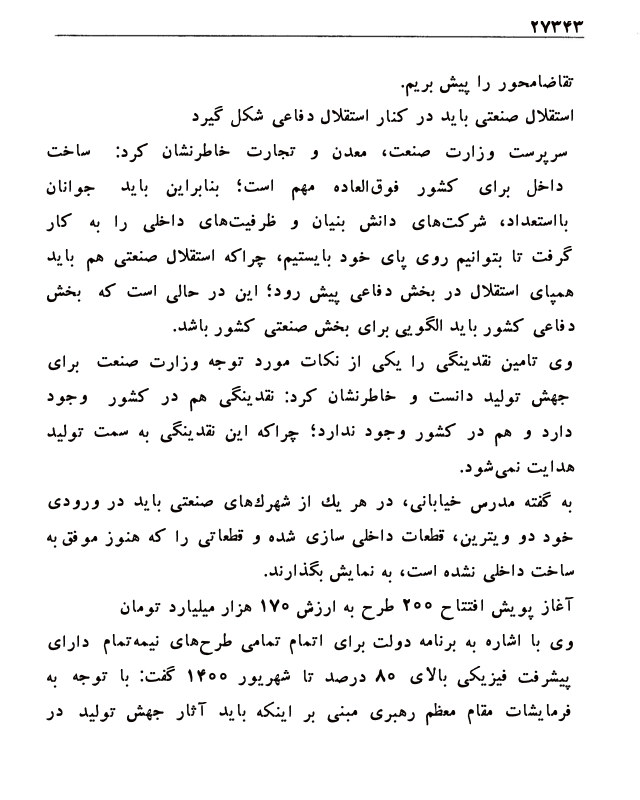 ۲۷۳۴۳
تقاضامحور را پیش بریم.
استقلال صنعتی باید در کنار استقلال دفاعی شکل گیرد
سرپرست وزارت صنعت، معدن و تجارت خاطرنشان کرد: ساخت
داخل برای کشور فوق‌العاده مهم است؛ بنابراین باید جوانان
بااستعداد، شرکت‌های دانش بنیان و ظرفیت‌های داخلی را به کار
گرفت تا بتوانیم روی پای خود بایستیم، چراکه استقلال صنعتی هم باید
همپای استقلال در بخش دفاعی پیش رود؛ این در حالی است که بخش
دفاعی کشور باید الگویی برای بخش صنعتی کشور باشد.
وی تامین نقدینگی را یکی از نکات مورد توجه وزارت صنعت برای
جهش تولید دانست و خاطرنشان کرد: نقدینگی هم در کشور وجود
دارد و هم در کشور وجود ندارد؛ چراکه این نقدینگی به سمت تولید
هدایت نمی‌شود.
به گفته مدرس خیابانی، در هر یك از شهرك‌های صنعتی باید در ورودی
خود دو ویترین، قطعات داخلی سازی شده و قطعاتی را که هنوز موفق به
ساخت داخلی نشده است، به نمایش بگذارند.
آغاز پویش افتتاح ۲۰۰ طرح به ارزش ۱۷۰ هزار میلیارد تومان
وی با اشاره به برنامه دولت برای اتمام تمامی طرح‌های نیمه‌تمام دارای
پیشرفت فیزیکی بالای ۸۰ درصد تا شهریور ۱۴۰۰ گفت: با توجه به
فرمایشات مقام معظم رهبری مبنی بر اینکه باید آثار جهش تولید در